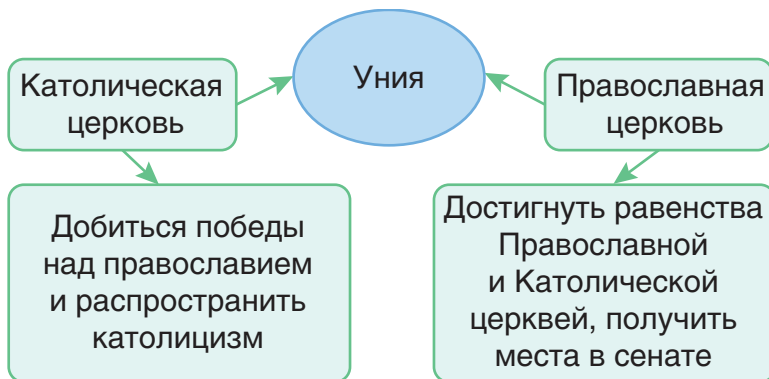 Католическая
церковь
Уния
Православная
церковь
Добиться победы
над православием
и распространить
католицизм
Достигнуть равенства
Православной
и Католической
церквей, получить
места в сенате